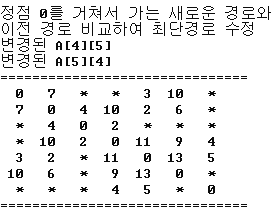 정점 0를 거쳐서 가는 새로운 경로와
이전 경로 비교하여 최단경로 수정
변경된 A[4][5]
변경된 A[5][4]
===============================
0 7 * * 3 10 *
7 0 4 10 2 6 *
* 4 0 2 * * *
* 10 2 0 11 9 4
3 2 * 11 0 13 5
10 6 * 9 13 0 *
* * * 4 5 * 0
===============================